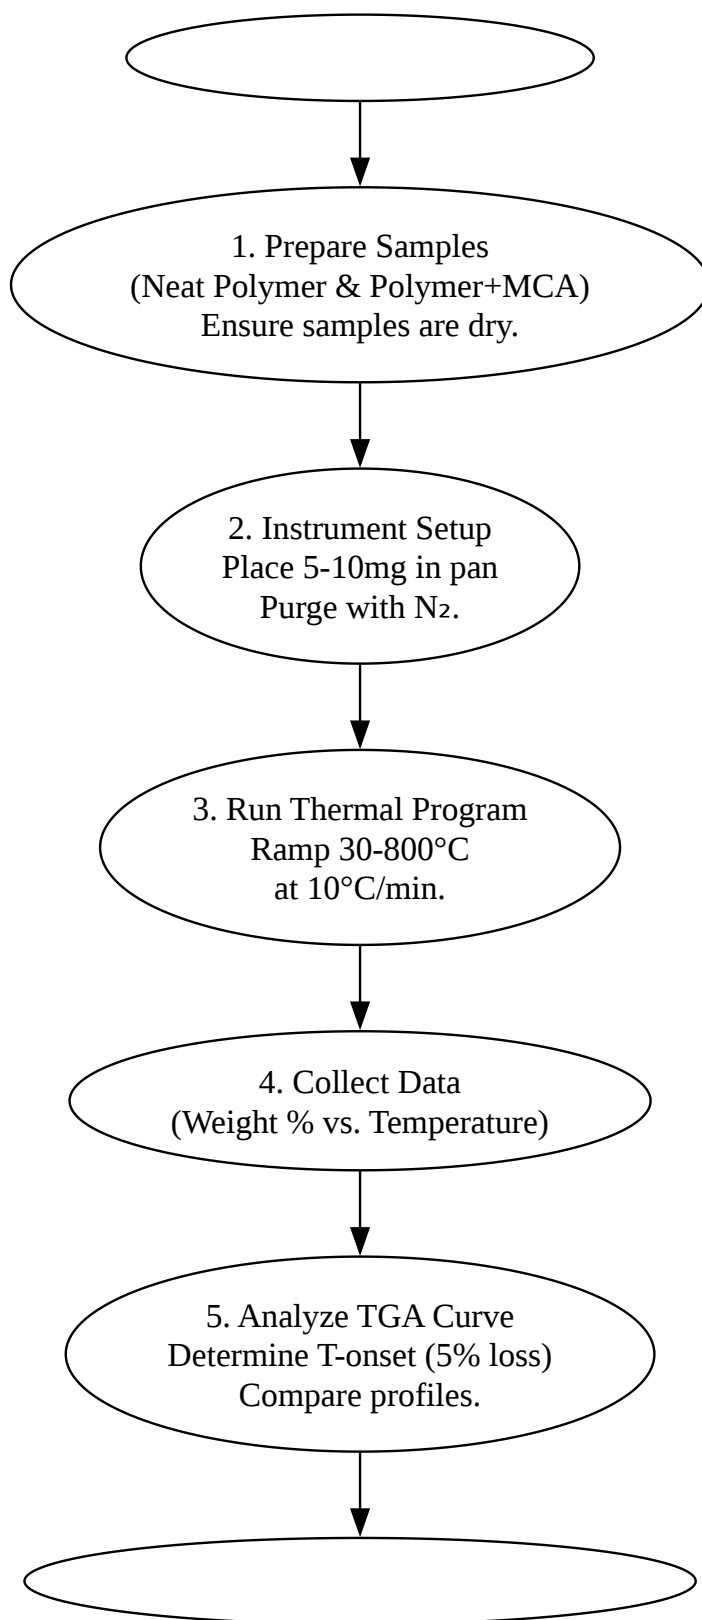 1. Prepare Samples
(Neat Polymer & Polymer+MCA)
Ensure samples are dry.
2. Instrument Setup
Place 5-10mg in pan
Purge with N₂.
3. Run Thermal Program
Ramp 30-800°C
at 10°C/min.
4. Collect Data
(Weight % vs. Temperature)
5. Analyze TGA Curve
Determine T-onset (5% loss)
Compare profiles.